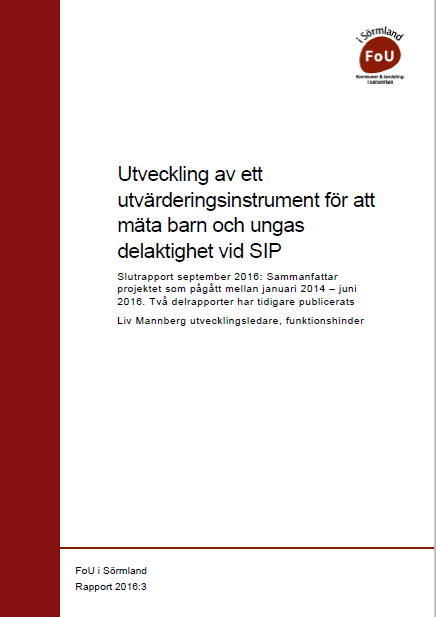 i Sörmland
FoU
Kommuner & landsting
i samverkan
Utveckling av ett
utvärderingsinstrument för att
mäta barn och ungas
delaktighet vid SIP
Slutrapport september 2016: Sammanfattar
projektet som pågått mellan januari 2014 – juni
2016. Två delrapporter har tidigare publicerats
Liv Mannberg utvecklingsledare, funktionshinder
FoU i Sörmland
Rapport 2016:3